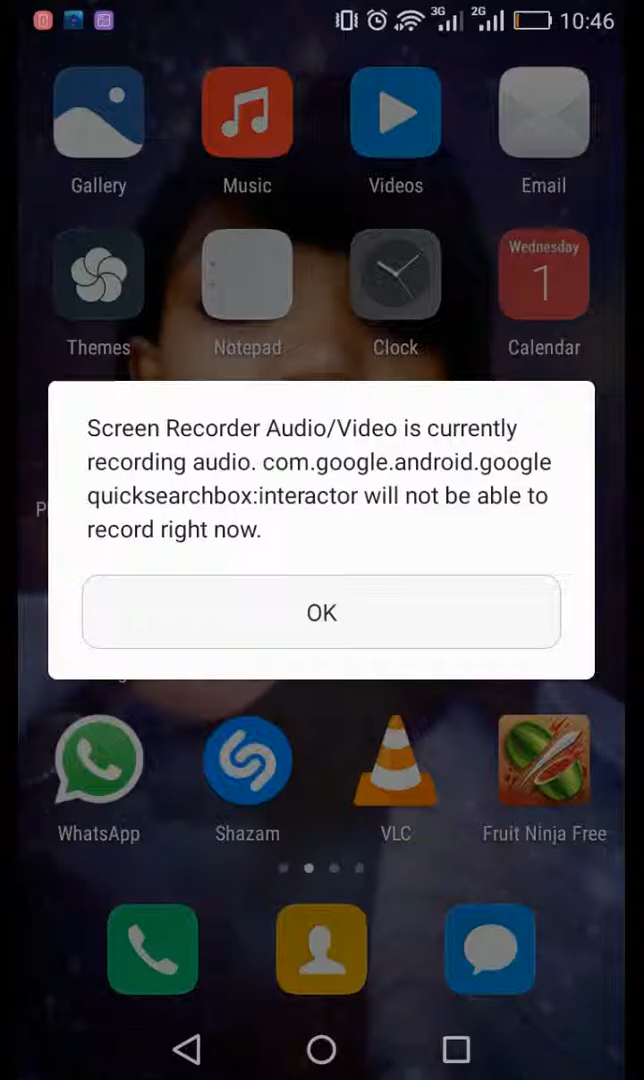 3G 2G 10:46
Gallery Music Videos Email
Wednesday
1
Themes Notepad Clock Calendar
Screen Recorder Audio/Video is currently
recording audio. com.google.android.google
quicksearchbox:interactor will not be able to
record right now.
OK
WhatsApp Shazam VLC Fruit Ninja Free